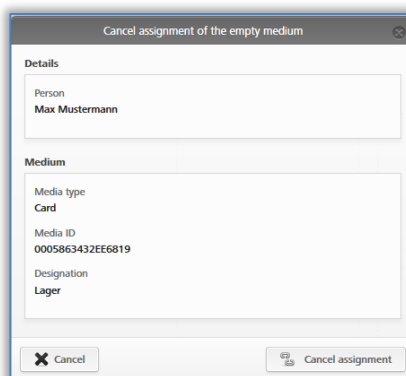 Cancel assignment of the empty medium
Details
Person
Max Mustermann
Medium
Media type
Card
Media ID
0005863432EE6819
Designation
Lager
Cancel
Cancel assignment